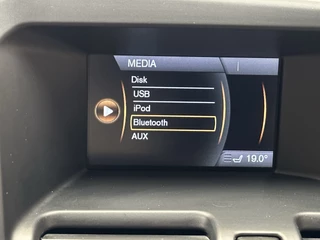 MEDIA
Disk
USB
iPod
Bluetooth
AUX
19.0°